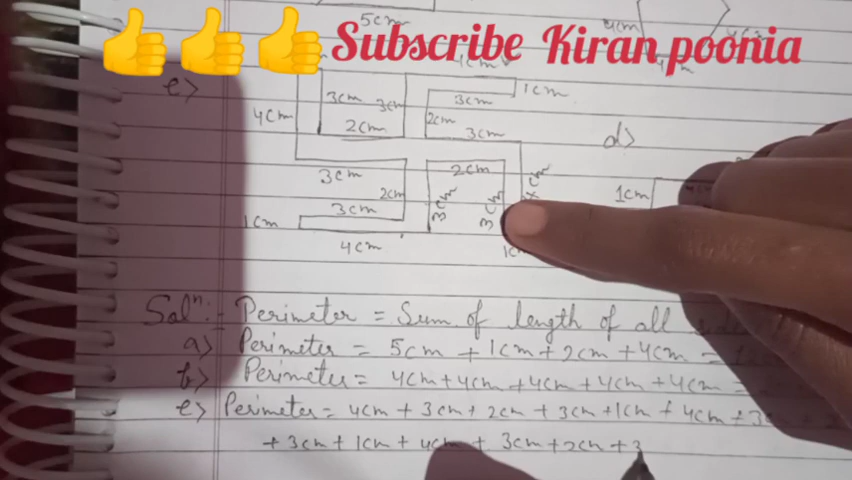 5cm
4cm
Subscribe Kiran poonia
e>
3cm
3cm
3cm
1cm
4cm
2cm
2cm
3cm
d>
3cm
2cm
2cm
1cm
1cm
3cm
3cm
3cm
4cm
Solⁿ:- Perimeter = Sum of length of all
a> Perimeter = 5cm + 1cm + 2cm + 4cm =
b> Perimeter = 4cm + 4cm + 4cm + 4cm + 4cm =
e> Perimeter = 4cm + 3cm + 2cm + 3cm + 1cm + 4cm + 3
+ 3cm + 1cm + 4cm + 3cm + 2cm + 3